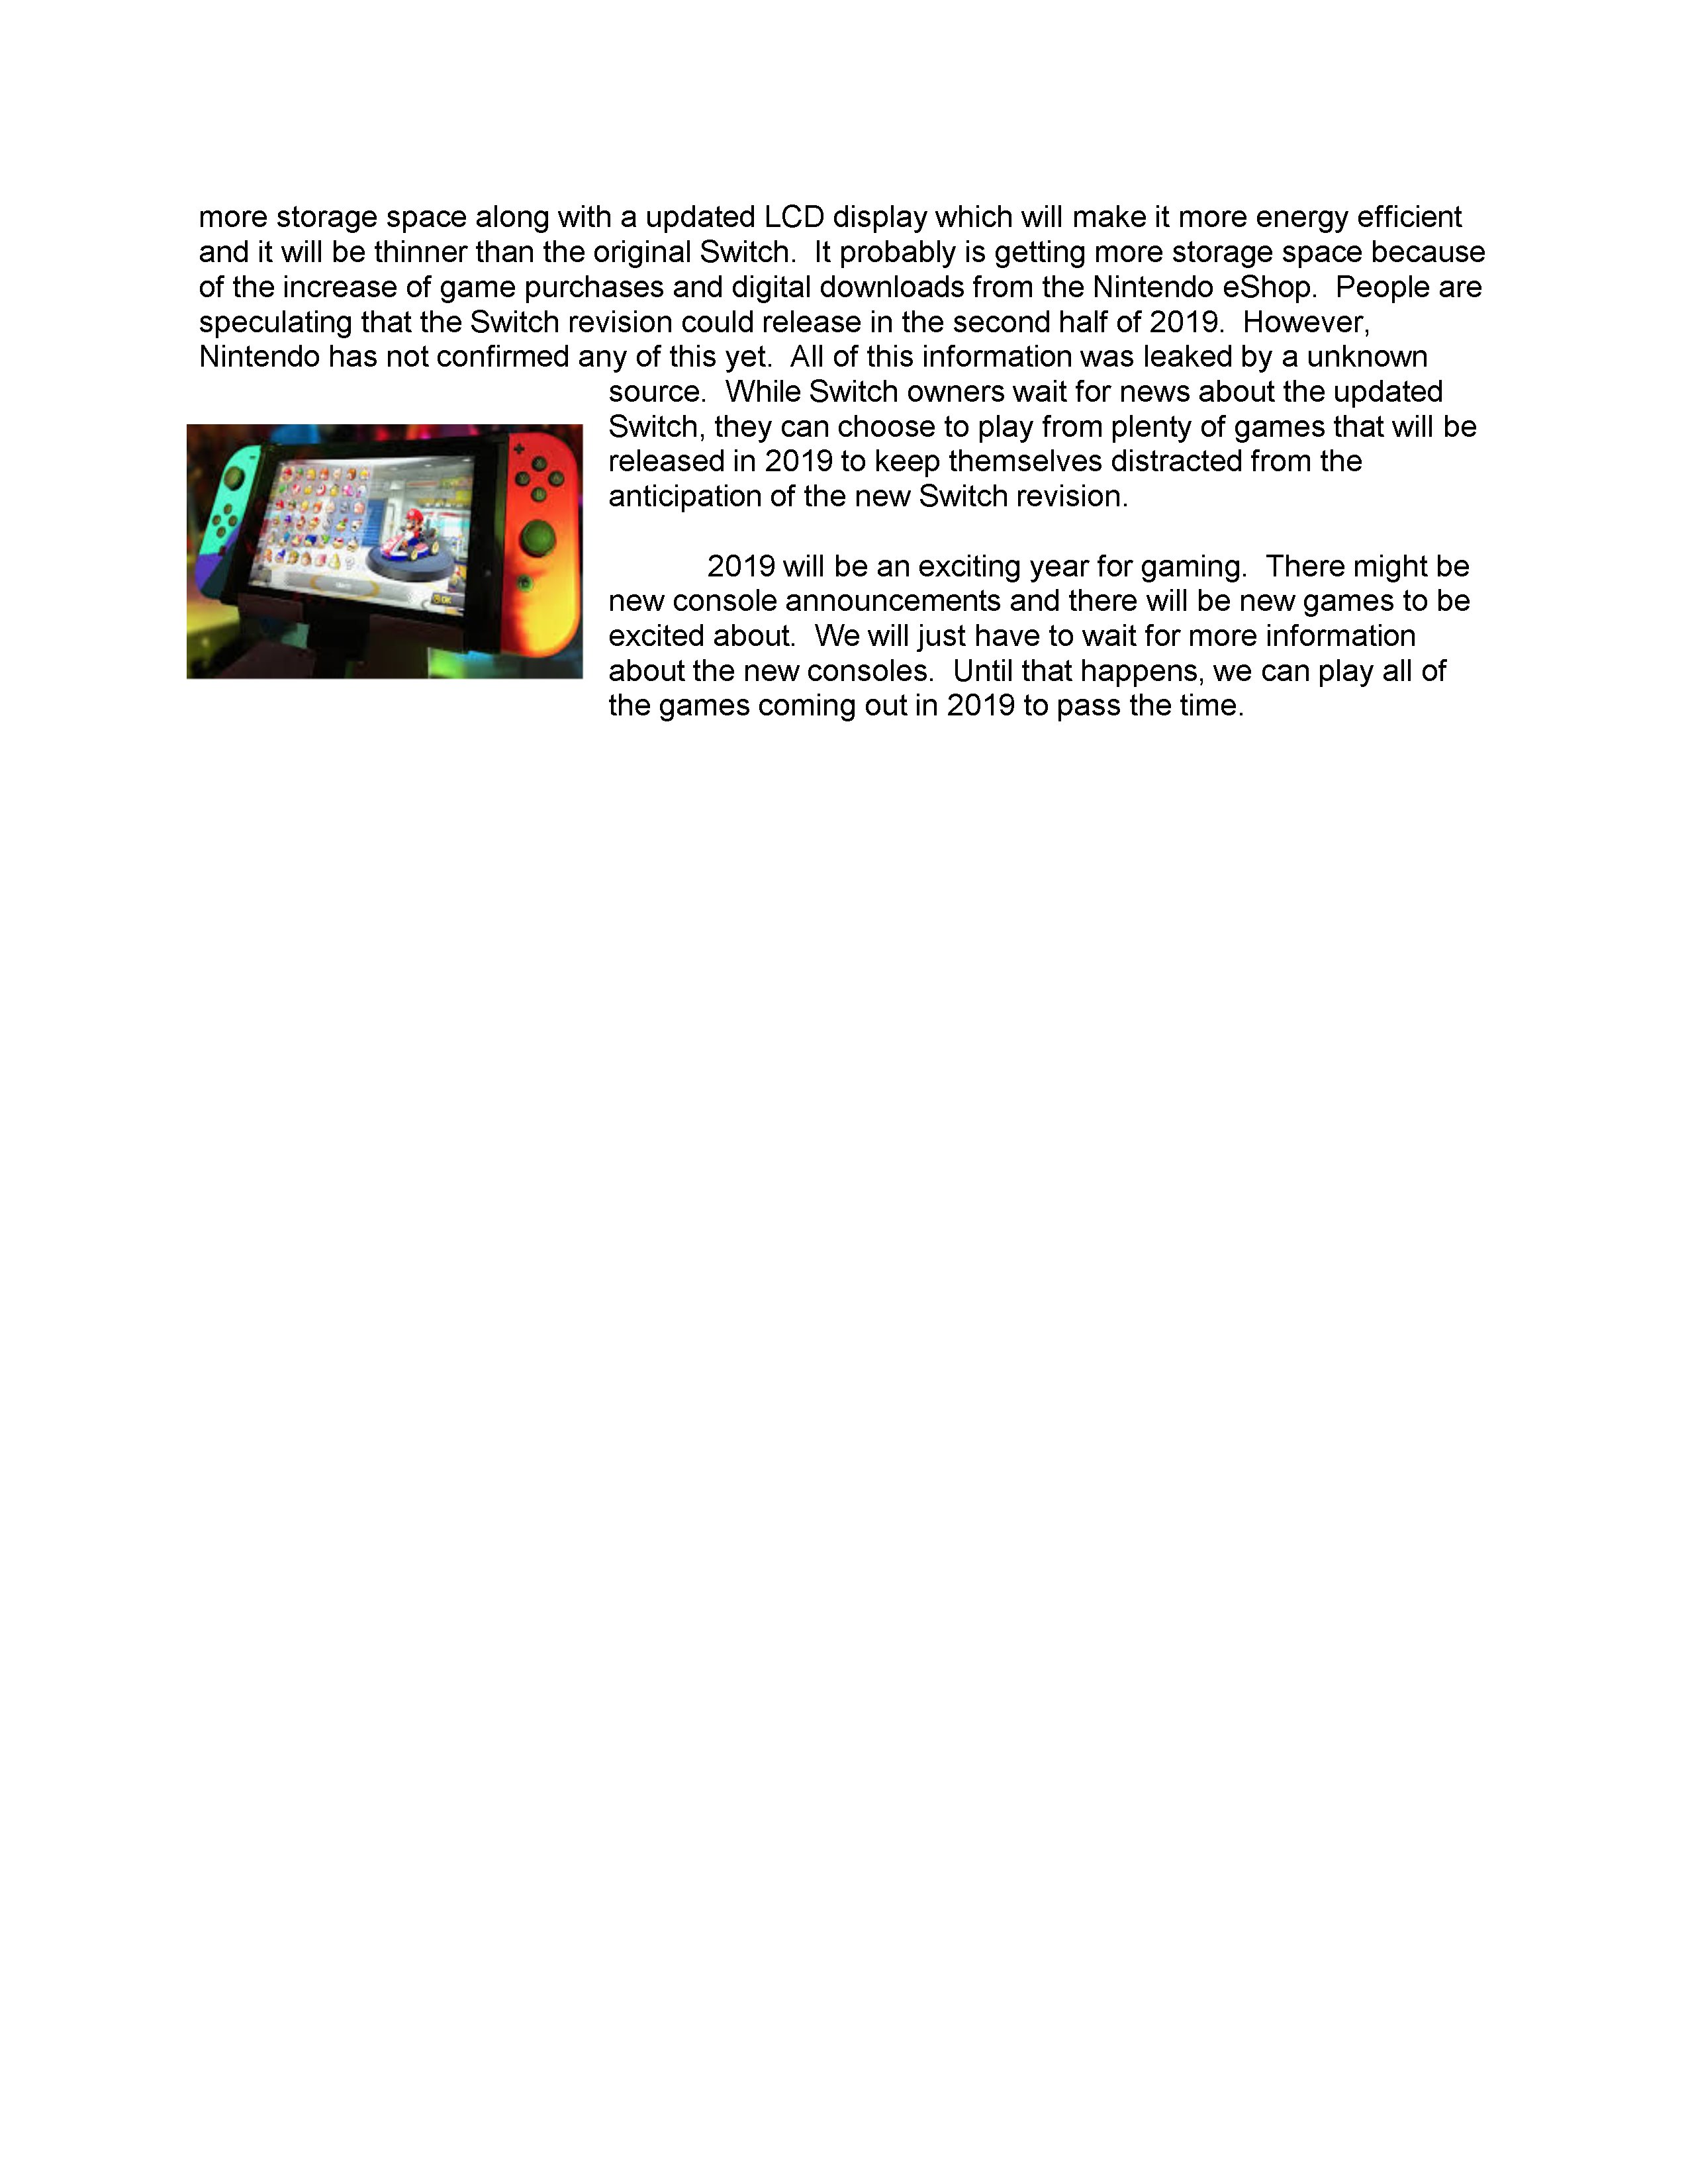 more storage space along with a updated LCD display which will make it more energy efficient
and it will be thinner than the original Switch.  It probably is getting more storage space because
of the increase of game purchases and digital downloads from the Nintendo eShop.  People are
speculating that the Switch revision could release in the second half of 2019.  However,
Nintendo has not confirmed any of this yet.  All of this information was leaked by a unknown
source.  While Switch owners wait for news about the updated
Switch, they can choose to play from plenty of games that will be
released in 2019 to keep themselves distracted from the
anticipation of the new Switch revision.
2019 will be an exciting year for gaming.  There might be
new console announcements and there will be new games to be
excited about.  We will just have to wait for more information
about the new consoles.  Until that happens, we can play all of
the games coming out in 2019 to pass the time.